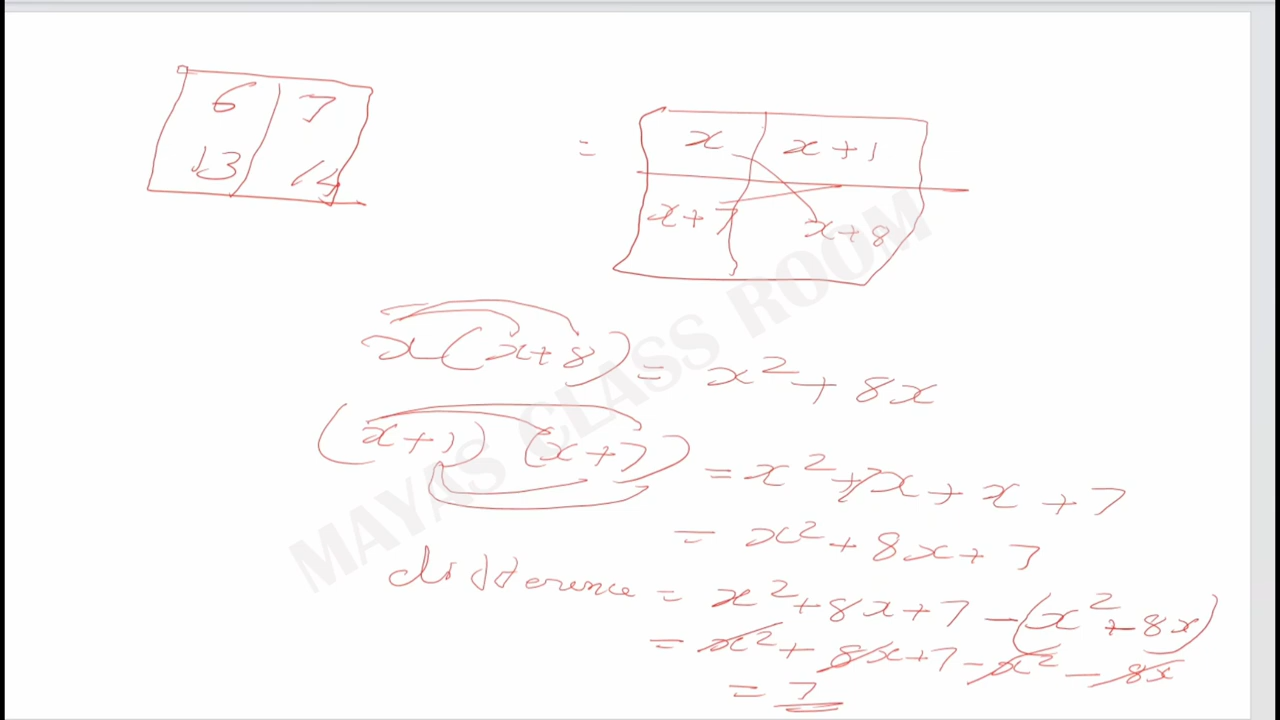 6 7
13 14
= x x+1
x+7 x+8
x(x+8) = x² + 8x
(x+1) (x+7) = x² + 7x + x + 7
= x² + 8x + 7
difference = x² + 8x + 7 - (x² + 8x)
= x² + 8x + 7 - x² - 8x
= 7
MAYAS CLASS ROOM